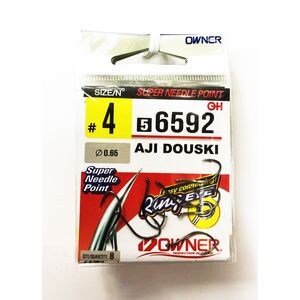 OWNER
SIZE/N° SUPER NEEDLE POINT
#4
5 6592
Ø 0.65
AJI DOUSKI
Super
Needle
Point
Ring EYE
OWNER
QTY/QUANTITY. 8